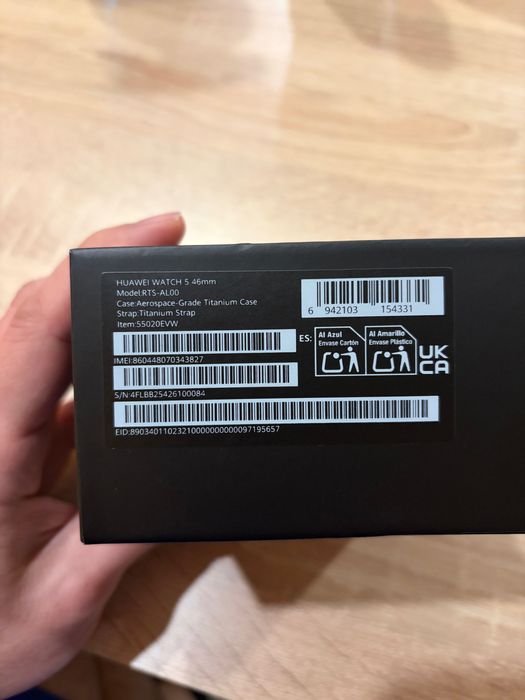 HUAWEI WATCH 5 46mm
Model:RTS-AL00
Case:Aerospace-Grade Titanium Case
Strap:Titanium Strap
Item:55020EVW
6 942103 154331
IMEI:860448070343827
ES:
Al Azul
Envase Cartón
Al Amarillo
Envase Plástico
UK
CA
S/N:4FLBB25426100084
EID:89034011023210000000000097195657